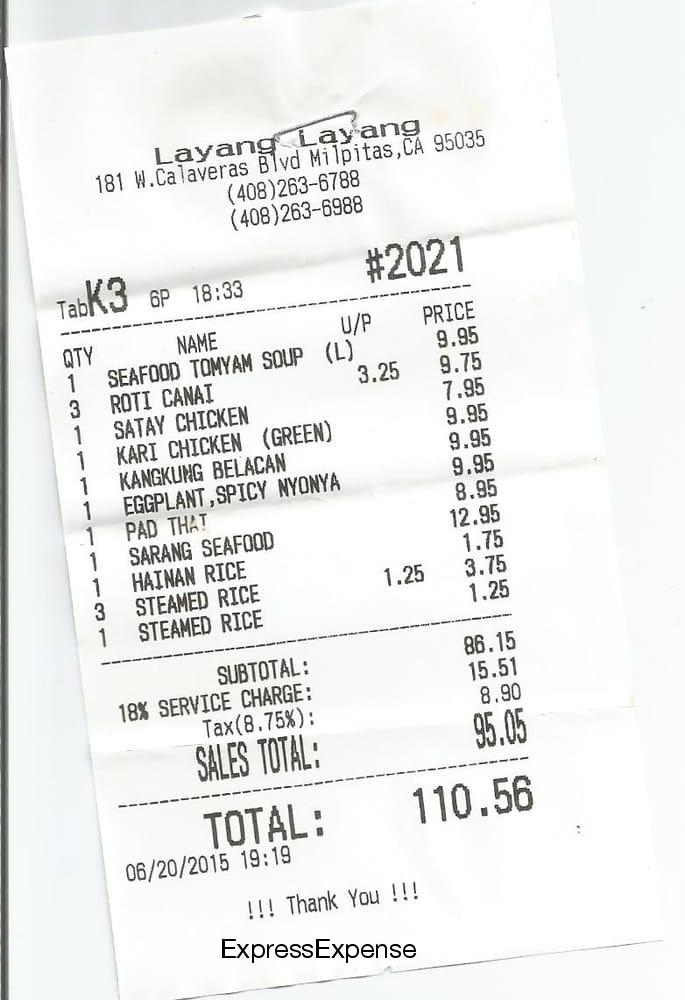 Layang Layang
181 W.Calaveras Blvd Milpitas,CA 95035
(408)263-6788
(408)263-6988
TabK3 6P 18:33 #2021
QTY NAME U/P PRICE
1 SEAFOOD TOMYAM SOUP (L) 9.95
3 ROTI CANAI 3.25 9.75
1 SATAY CHICKEN 7.95
1 KARI CHICKEN (GREEN) 9.95
1 KANGKUNG BELACAN 9.95
1 EGGPLANT,SPICY NYONYA 9.95
1 PAD THAI 8.95
1 SARANG SEAFOOD 12.95
1 HAINAN RICE 1.75
3 STEAMED RICE 1.25 3.75
1 STEAMED RICE 1.25
SUBTOTAL: 86.15
18% SERVICE CHARGE: 15.51
Tax(8.75%): 8.90
SALES TOTAL: 95.05
TOTAL: 110.56
06/20/2015 19:19
!!! Thank You !!!
ExpressExpense